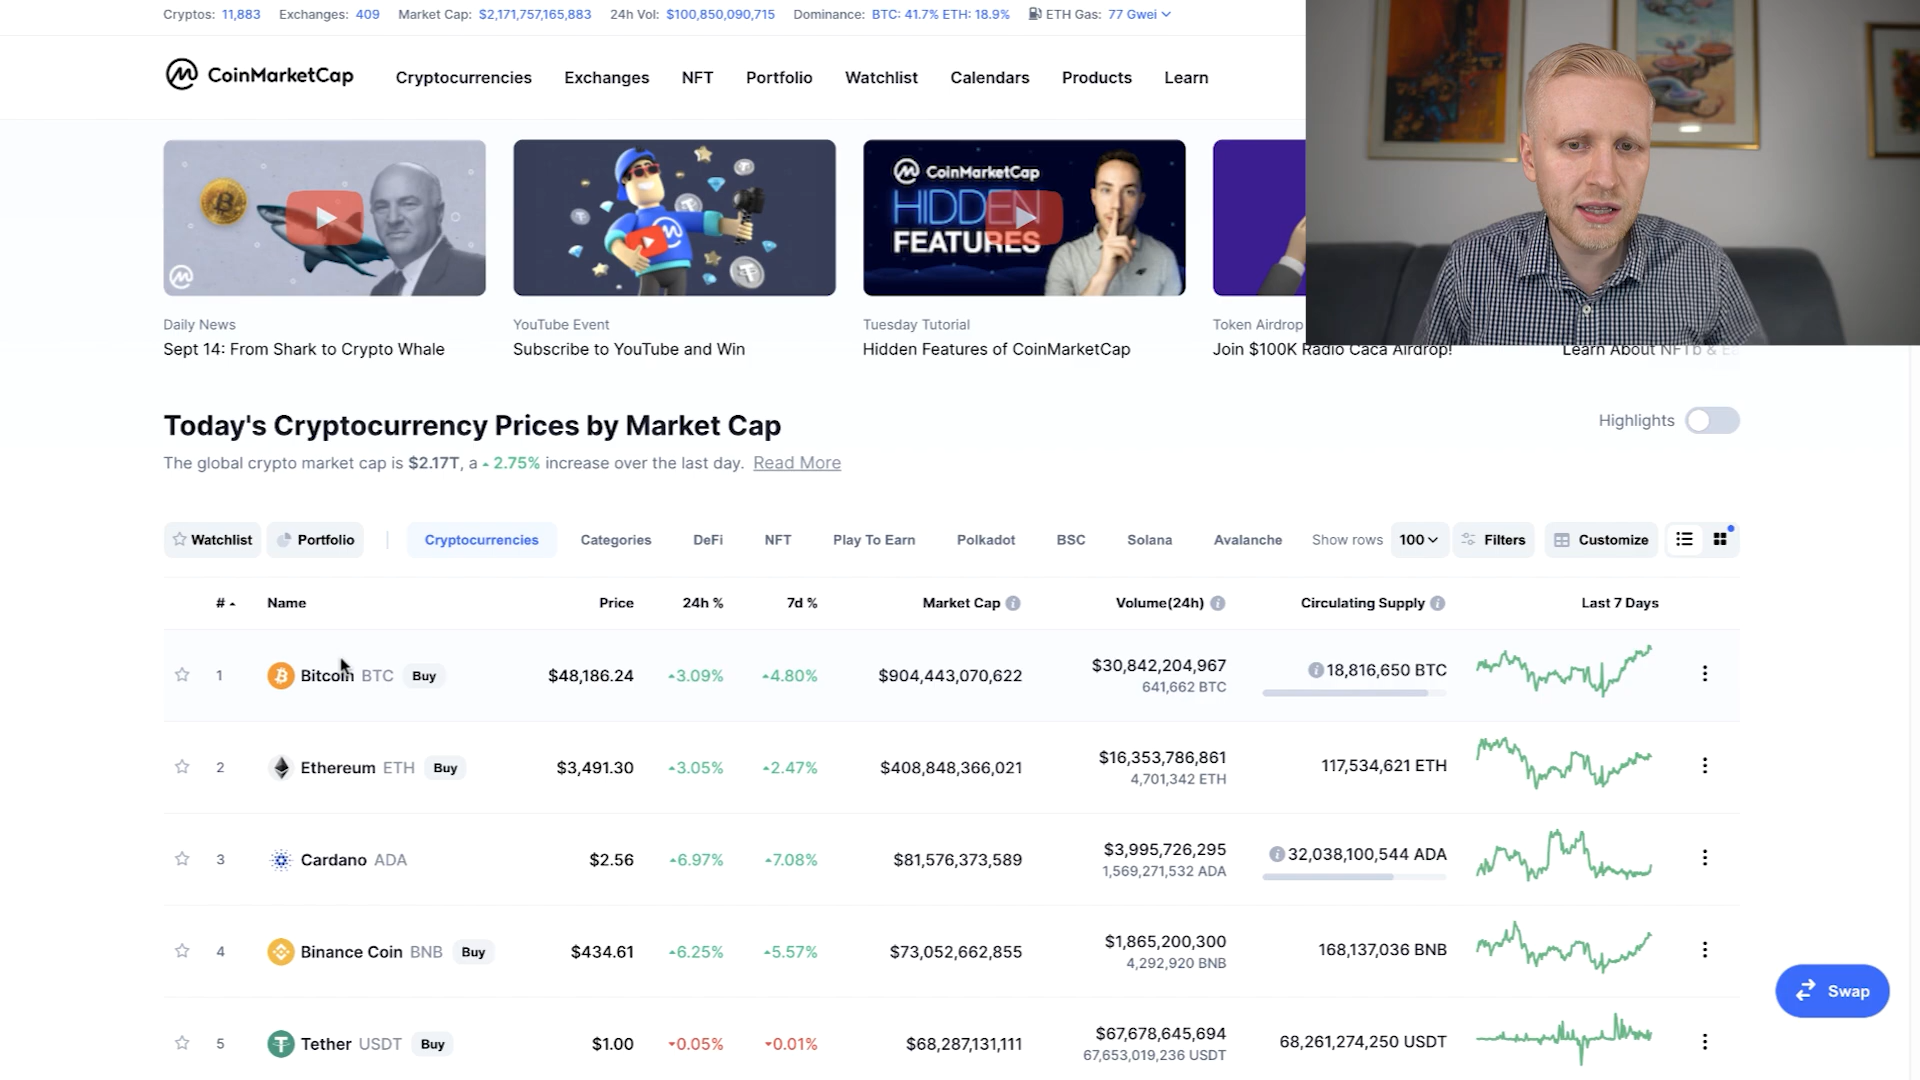 Cryptos: 11,883 Exchanges: 409 Market Cap: $2,171,757,165,883 24h Vol: $100,850,090,715 Dominance: BTC: 41.7% ETH: 18.9% ETH Gas: 77 Gwei
CoinMarketCap Cryptocurrencies Exchanges NFT Portfolio Watchlist Calendars Products Learn
CoinMarketCap
HIDDEN
FEATURES
Daily News YouTube Event Tuesday Tutorial Token Airdrop
Sept 14: From Shark to Crypto Whale Subscribe to YouTube and Win Hidden Features of CoinMarketCap Join $100K Radio Caca Airdrop! Learn About
Today's Cryptocurrency Prices by Market Cap Highlights
The global crypto market cap is $2.17T, a 2.75% increase over the last day. Read More
Watchlist Portfolio Cryptocurrencies Categories DeFi NFT Play To Earn Polkadot BSC Solana Avalanche Show rows 100 Filters Customize
# Name Price 24h % 7d % Market Cap Volume(24h) Circulating Supply Last 7 Days
1 Bitcoin BTC Buy $48,186.24 3.09% 4.80% $904,443,070,622 $30,842,204,967 18,816,650 BTC
641,662 BTC
2 Ethereum ETH Buy $3,491.30 3.05% 2.47% $408,848,366,021 $16,353,786,861 117,534,621 ETH
4,701,342 ETH
3 Cardano ADA $2.56 6.97% 7.08% $81,576,373,589 $3,995,726,295 32,038,100,544 ADA
1,569,271,532 ADA
4 Binance Coin BNB Buy $434.61 6.25% 5.57% $73,052,662,855 $1,865,200,300 168,137,036 BNB
4,292,920 BNB
Swap
5 Tether USDT Buy $1.00 0.05% 0.01% $68,287,131,111 $67,678,645,694 68,261,274,250 USDT
67,653,019,236 USDT